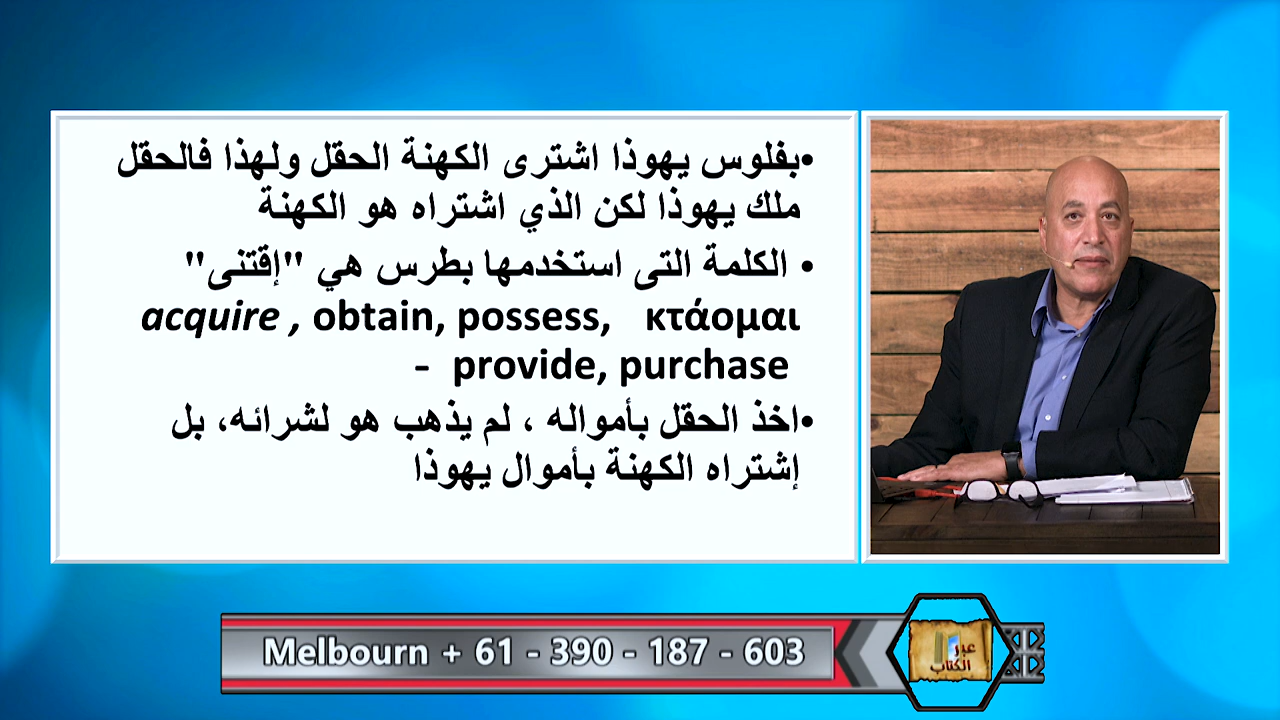 •بفلوس يهوذا اشترى الكهنة الحقل ولهذا فالحقل
ملك يهوذا لكن الذي اشتراه هو الكهنة
• الكلمة التى استخدمها بطرس هي "إقتنى"
acquire , obtain, possess, κτάομαι
- provide, purchase
•اخذ الحقل بأمواله ، لم يذهب هو لشرائه، بل
إشتراه الكهنة بأموال يهوذا
Melbourn + 61 - 390 - 187 - 603
عبر
الكتاب